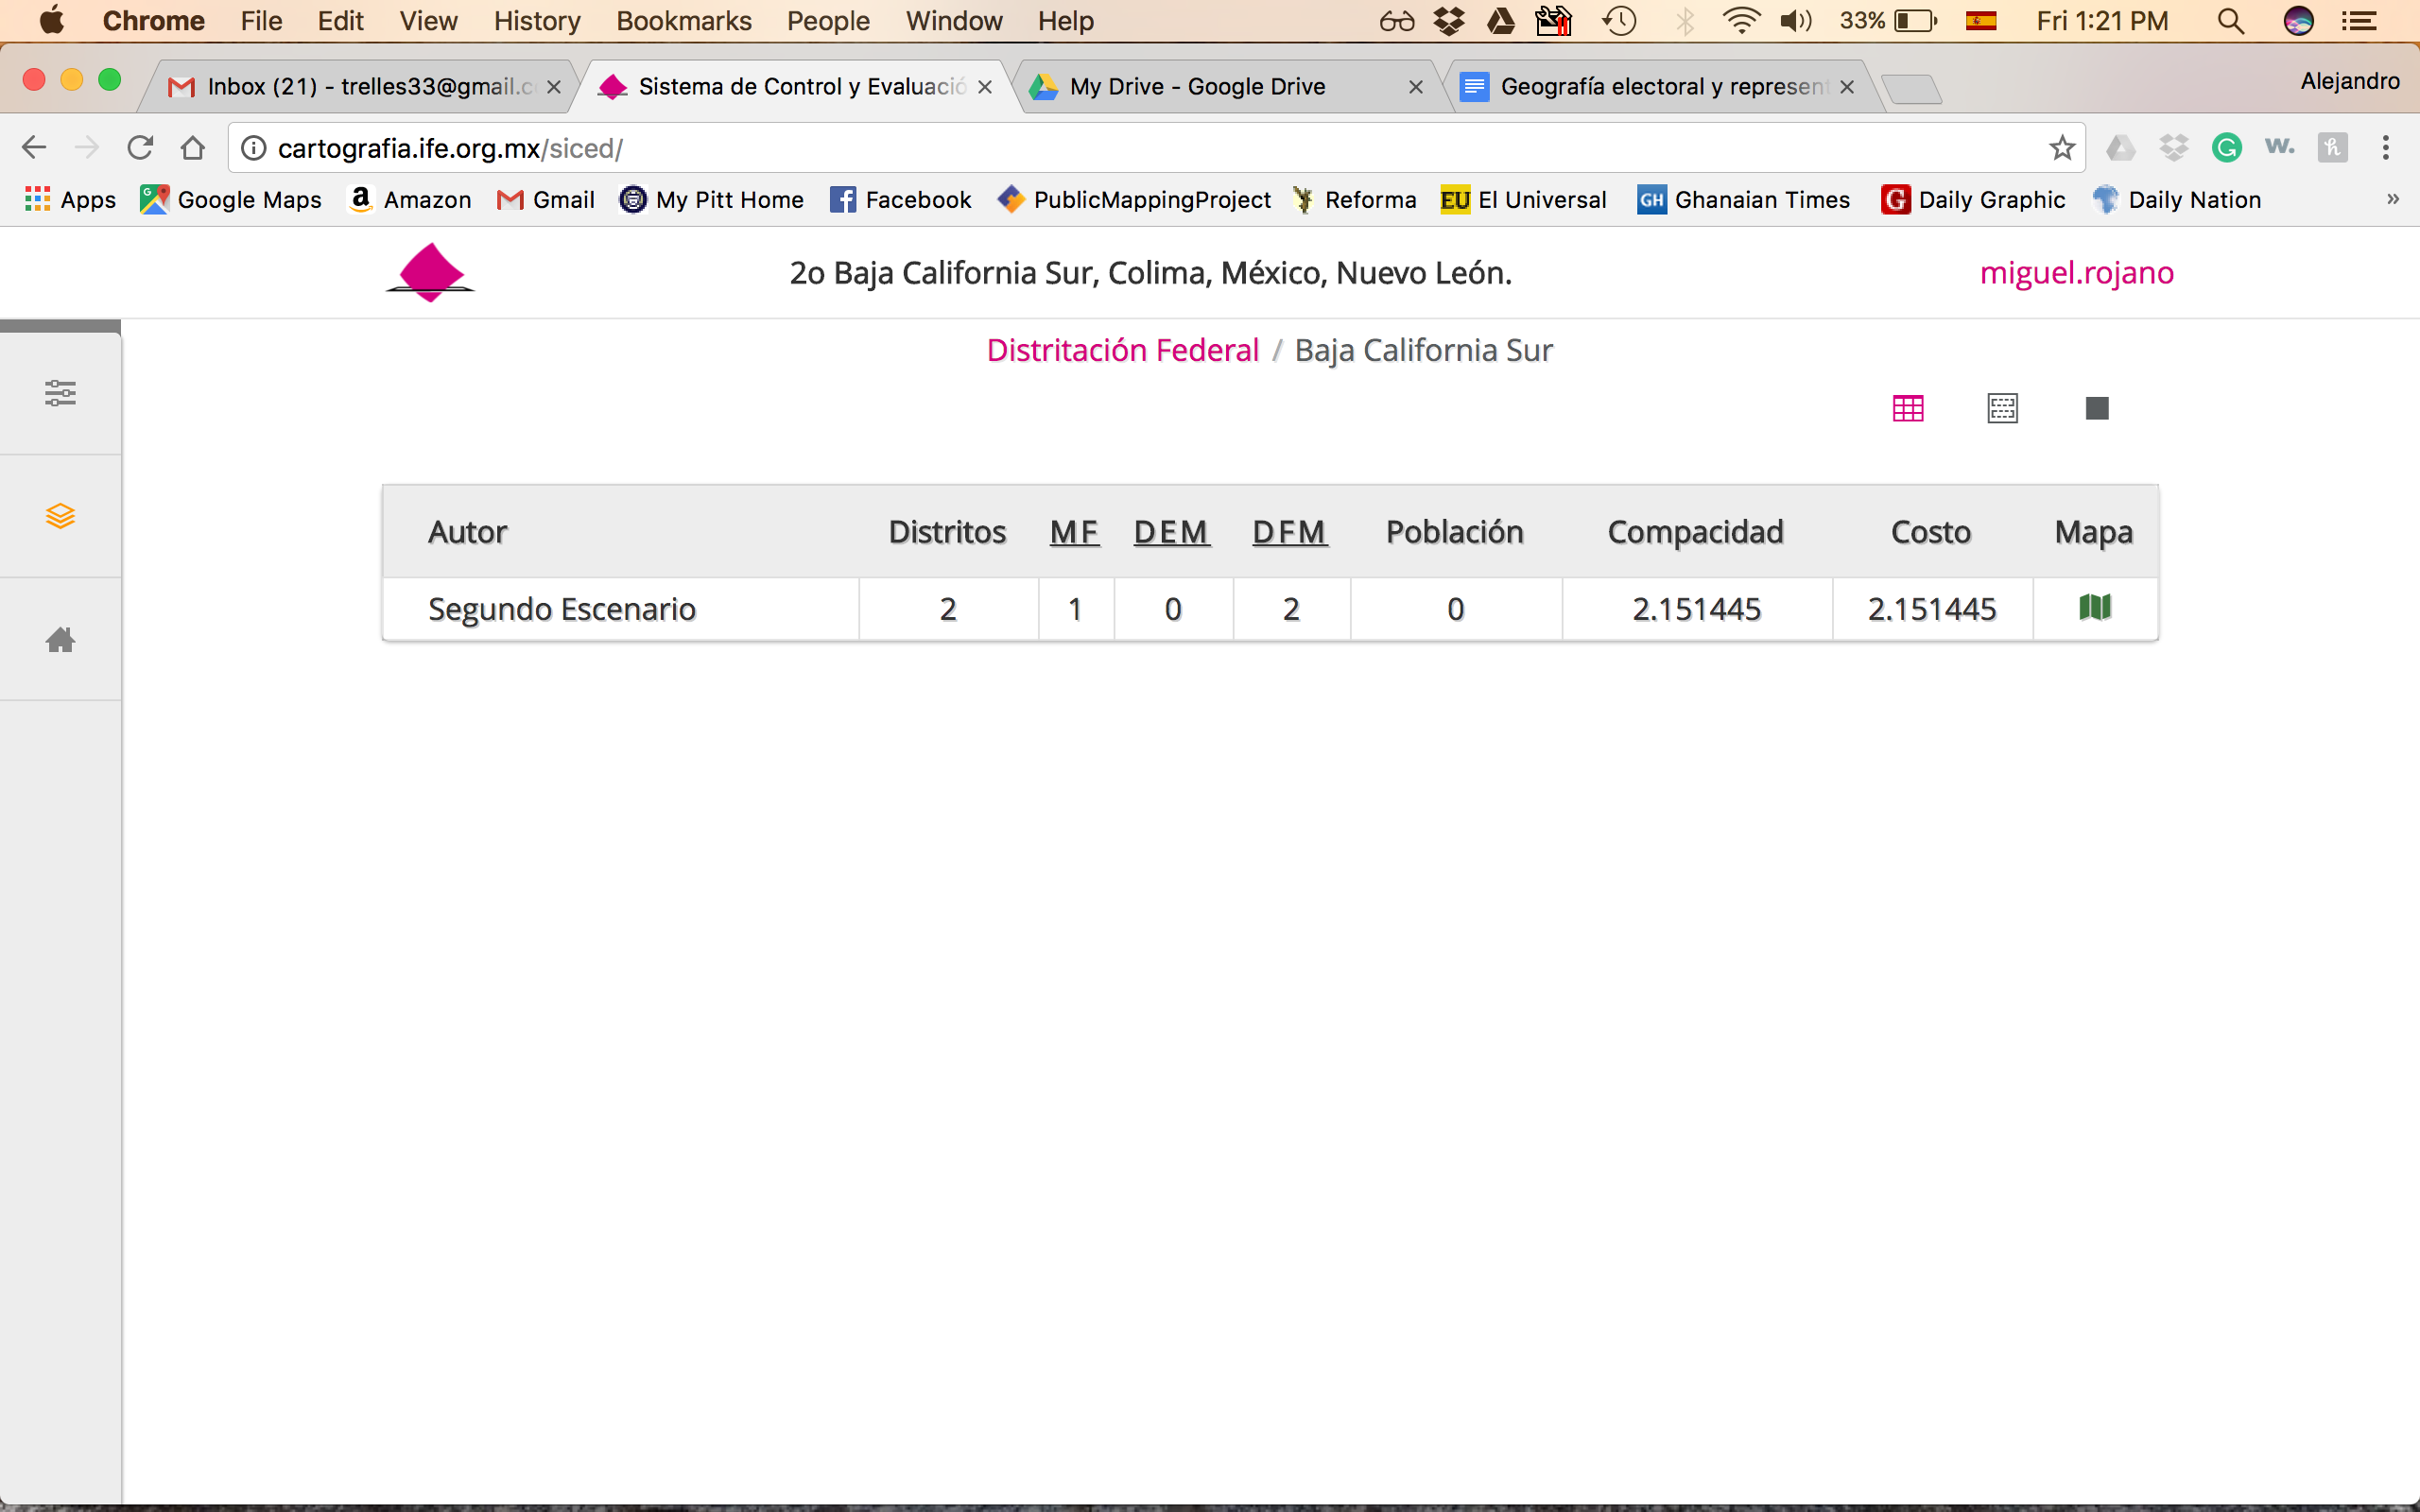 Chrome File Edit View History Bookmarks People Window Help 33% Fri 1:21 PM
Inbox (21) - trelles33@gmail.c Sistema de Control y Evaluació My Drive - Google Drive Geografía electoral y represent Alejandro
cartografia.ife.org.mx/siced/
Apps Google Maps Amazon Gmail My Pitt Home Facebook PublicMappingProject Reforma EU El Universal GH Ghanaian Times G Daily Graphic Daily Nation »
2o Baja California Sur, Colima, México, Nuevo León. miguel.rojano
Distritación Federal / Baja California Sur
Autor Distritos MF DEM DFM Población Compacidad Costo Mapa
Segundo Escenario 2 1 0 2 0 2.151445 2.151445